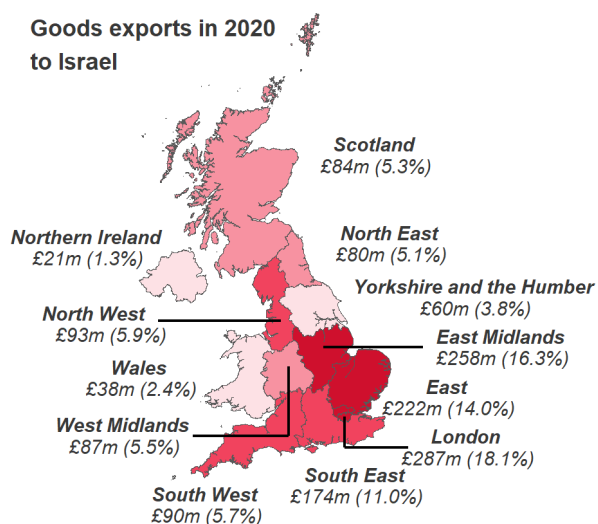 Goods exports in 2020
to Israel
Scotland
£84m (5.3%)
Northern Ireland
£21m (1.3%)
North East
£80m (5.1%)
Yorkshire and the Humber
£60m (3.8%)
North West
£93m (5.9%)
East Midlands
£258m (16.3%)
Wales
£38m (2.4%)
East
£222m (14.0%)
West Midlands
£87m (5.5%)
London
£287m (18.1%)
South East
£174m (11.0%)
South West
£90m (5.7%)